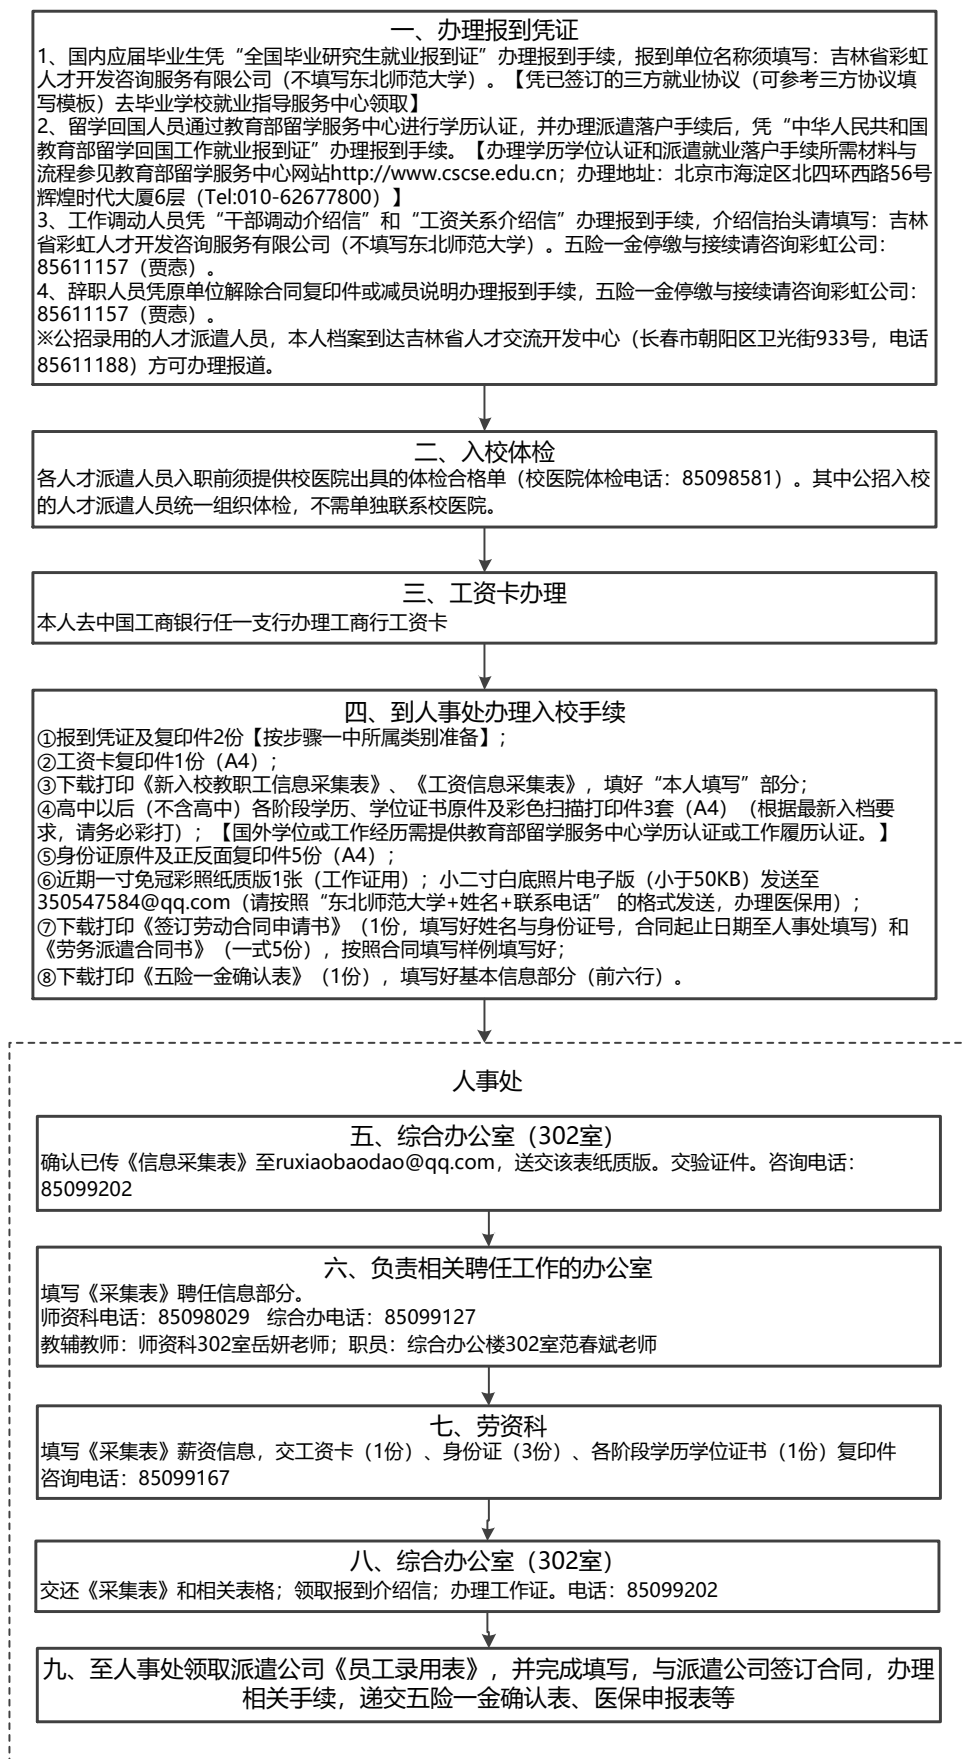 一、办理报到凭证
1、国内应届毕业生凭“全国毕业研究生就业报到证”办理报到手续，报到单位名称须填写：吉林省彩虹
人才开发咨询服务有限公司（不填写东北师范大学）。【凭已签订的三方就业协议（可参考三方协议填
写模板）去毕业学校就业指导服务中心领取】
2、留学回国人员通过教育部留学服务中心进行学历认证，并办理派遣落户手续后，凭“中华人民共和国
教育部留学回国工作就业报到证”办理报到手续。【办理学历学位认证和派遣就业落户手续所需材料与
流程参见教育部留学服务中心网站http://www.cscse.edu.cn；办理地址：北京市海淀区北四环西路56号
辉煌时代大厦6层（Tel:010-62677800）】
3、工作调动人员凭“干部调动介绍信”和“工资关系介绍信”办理报到手续，介绍信抬头请填写：吉林
省彩虹人才开发咨询服务有限公司（不填写东北师范大学）。五险一金停缴与接续请咨询彩虹公司：
85611157（贾悫）。
4、辞职人员凭原单位解除合同复印件或减员说明办理报到手续，五险一金停缴与接续请咨询彩虹公司：
85611157（贾悫）。
※公招录用的人才派遣人员，本人档案到达吉林省人才交流开发中心（长春市朝阳区卫光街933号，电话
85611188）方可办理报道。
二、入校体检
各人才派遣人员入职前须提供校医院出具的体检合格单（校医院体检电话：85098581）。其中公招入校
的人才派遣人员统一组织体检，不需单独联系校医院。
三、工资卡办理
本人去中国工商银行任一支行办理工商行工资卡
四、到人事处办理入校手续
①报到凭证及复印件2份【按步骤一中所属类别准备】；
②工资卡复印件1份（A4）；
③下载打印《新入校教职工信息采集表》、《工资信息采集表》，填好“本人填写”部分；
④高中以后（不含高中）各阶段学历、学位证书原件及彩色扫描打印件3套（A4）（根据最新入档要
求，请务必彩打）；【国外学位或工作经历需提供教育部留学服务中心学历认证或工作履历认证。】
⑤身份证原件及正反面复印件5份（A4）；
⑥近期一寸免冠彩照纸质版1张（工作证用）；小二寸白底照片电子版（小于50KB）发送至
350547584@qq.com（请按照“东北师范大学+姓名+联系电话” 的格式发送，办理医保用）；
⑦下载打印《签订劳动合同申请书》（1份，填写好姓名与身份证号，合同起止日期至人事处填写）和
《劳务派遣合同书》（一式5份），按照合同填写样例填写好；
⑧下载打印《五险一金确认表》（1份），填写好基本信息部分（前六行）。
人事处
五、综合办公室（302室）
确认已传《信息采集表》至ruxiaobaodao@qq.com，送交该表纸质版。交验证件。咨询电话：
85099202
六、负责相关聘任工作的办公室
填写《采集表》聘任信息部分。
师资科电话：85098029 综合办电话：85099127
教辅教师：师资科302室岳妍老师；职员：综合办公楼302室范春斌老师
七、劳资科
填写《采集表》薪资信息，交工资卡（1份）、身份证（3份）、各阶段学历学位证书（1份）复印件
咨询电话：85099167
八、综合办公室（302室）
交还《采集表》和相关表格；领取报到介绍信；办理工作证。电话：85099202
九、至人事处领取派遣公司《员工录用表》，并完成填写，与派遣公司签订合同，办理
相关手续，递交五险一金确认表、医保申报表等